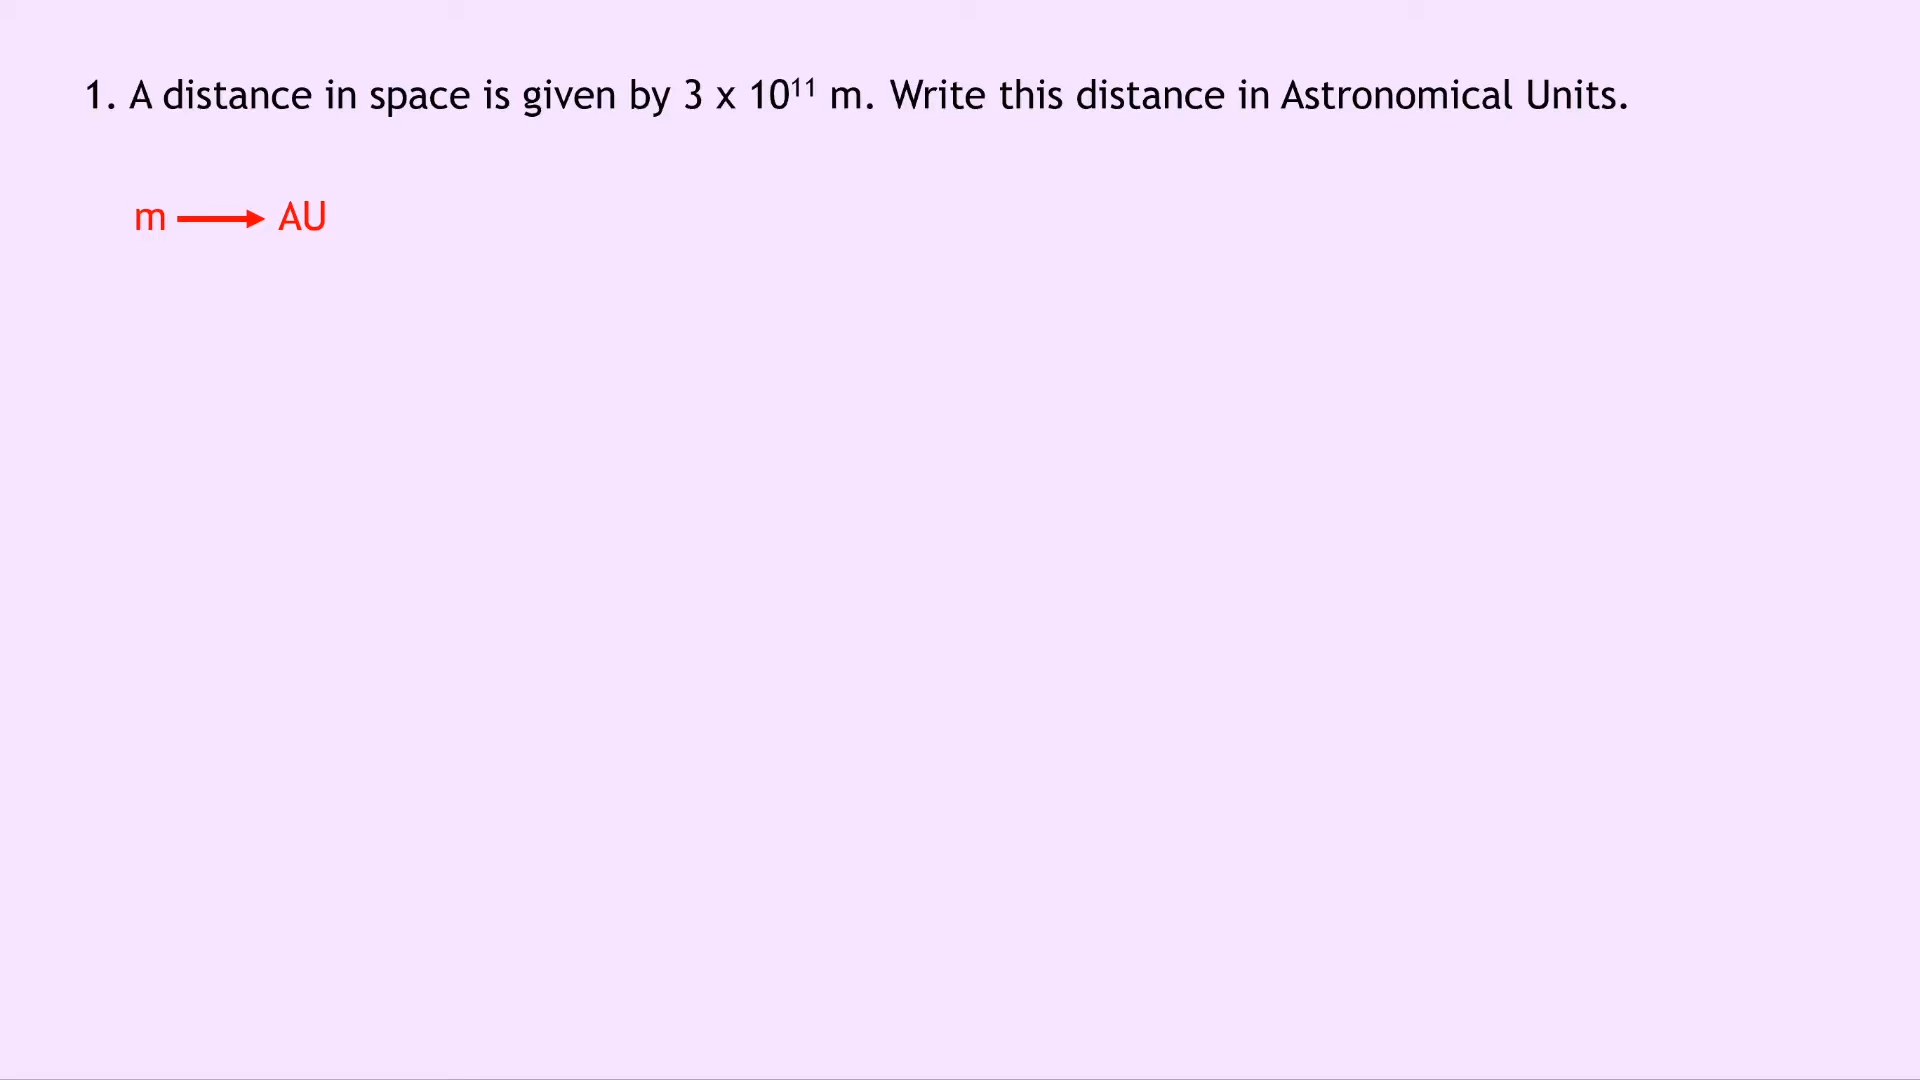 1. A distance in space is given by 3 x 10¹¹ m. Write this distance in Astronomical Units.
m → AU